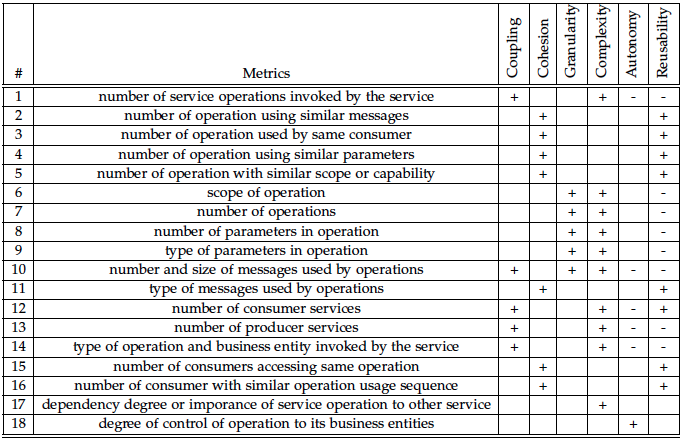 # Metrics Coupling Cohesion Granularity Complexity Autonomy Reusability
1 number of service operations invoked by the service + + - -
2 number of operation using similar messages + +
3 number of operation used by same consumer + +
4 number of operation using similar parameters + +
5 number of operation with similar scope or capability + +
6 scope of operation + + -
7 number of operations + + -
8 number of parameters in operation + + -
9 type of parameters in operation + + -
10 number and size of messages used by operations + + + - -
11 type of messages used by operations + +
12 number of consumer services + + - +
13 number of producer services + + - -
14 type of operation and business entity invoked by the service + + - -
15 number of consumers accessing same operation + +
16 number of consumer with similar operation usage sequence + +
17 dependency degree or imporance of service operation to other service +
18 degree of control of operation to its business entities +